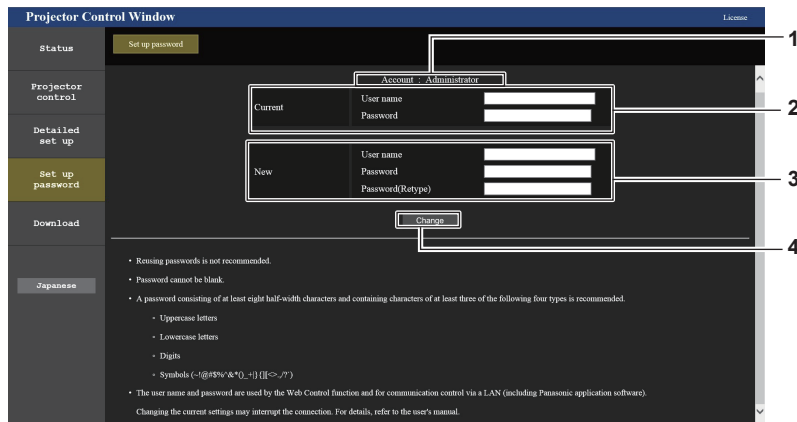 Projector Control Window
License
Status
Projector
control
Detailed
set up
Set up
password
Download
Japanese
Set up password
1
Account : Administrator
Current
User name
Password
2
New
User name
Password
Password(Retype)
3
Change
4
• Reusing passwords is not recommended.
• Password cannot be blank.
• A password consisting of at least eight half-width characters and containing characters of at least three of the following four types is recommended.
◦ Uppercase letters
◦ Lowercase letters
◦ Digits
◦ Symbols (~!@#$%^&*()_+|}{][<>.,/?`)
• The user name and password are used by the Web Control function and for communication control via a LAN (including Panasonic application software).
Changing the current settings may interrupt the connection. For details, refer to the user's manual.